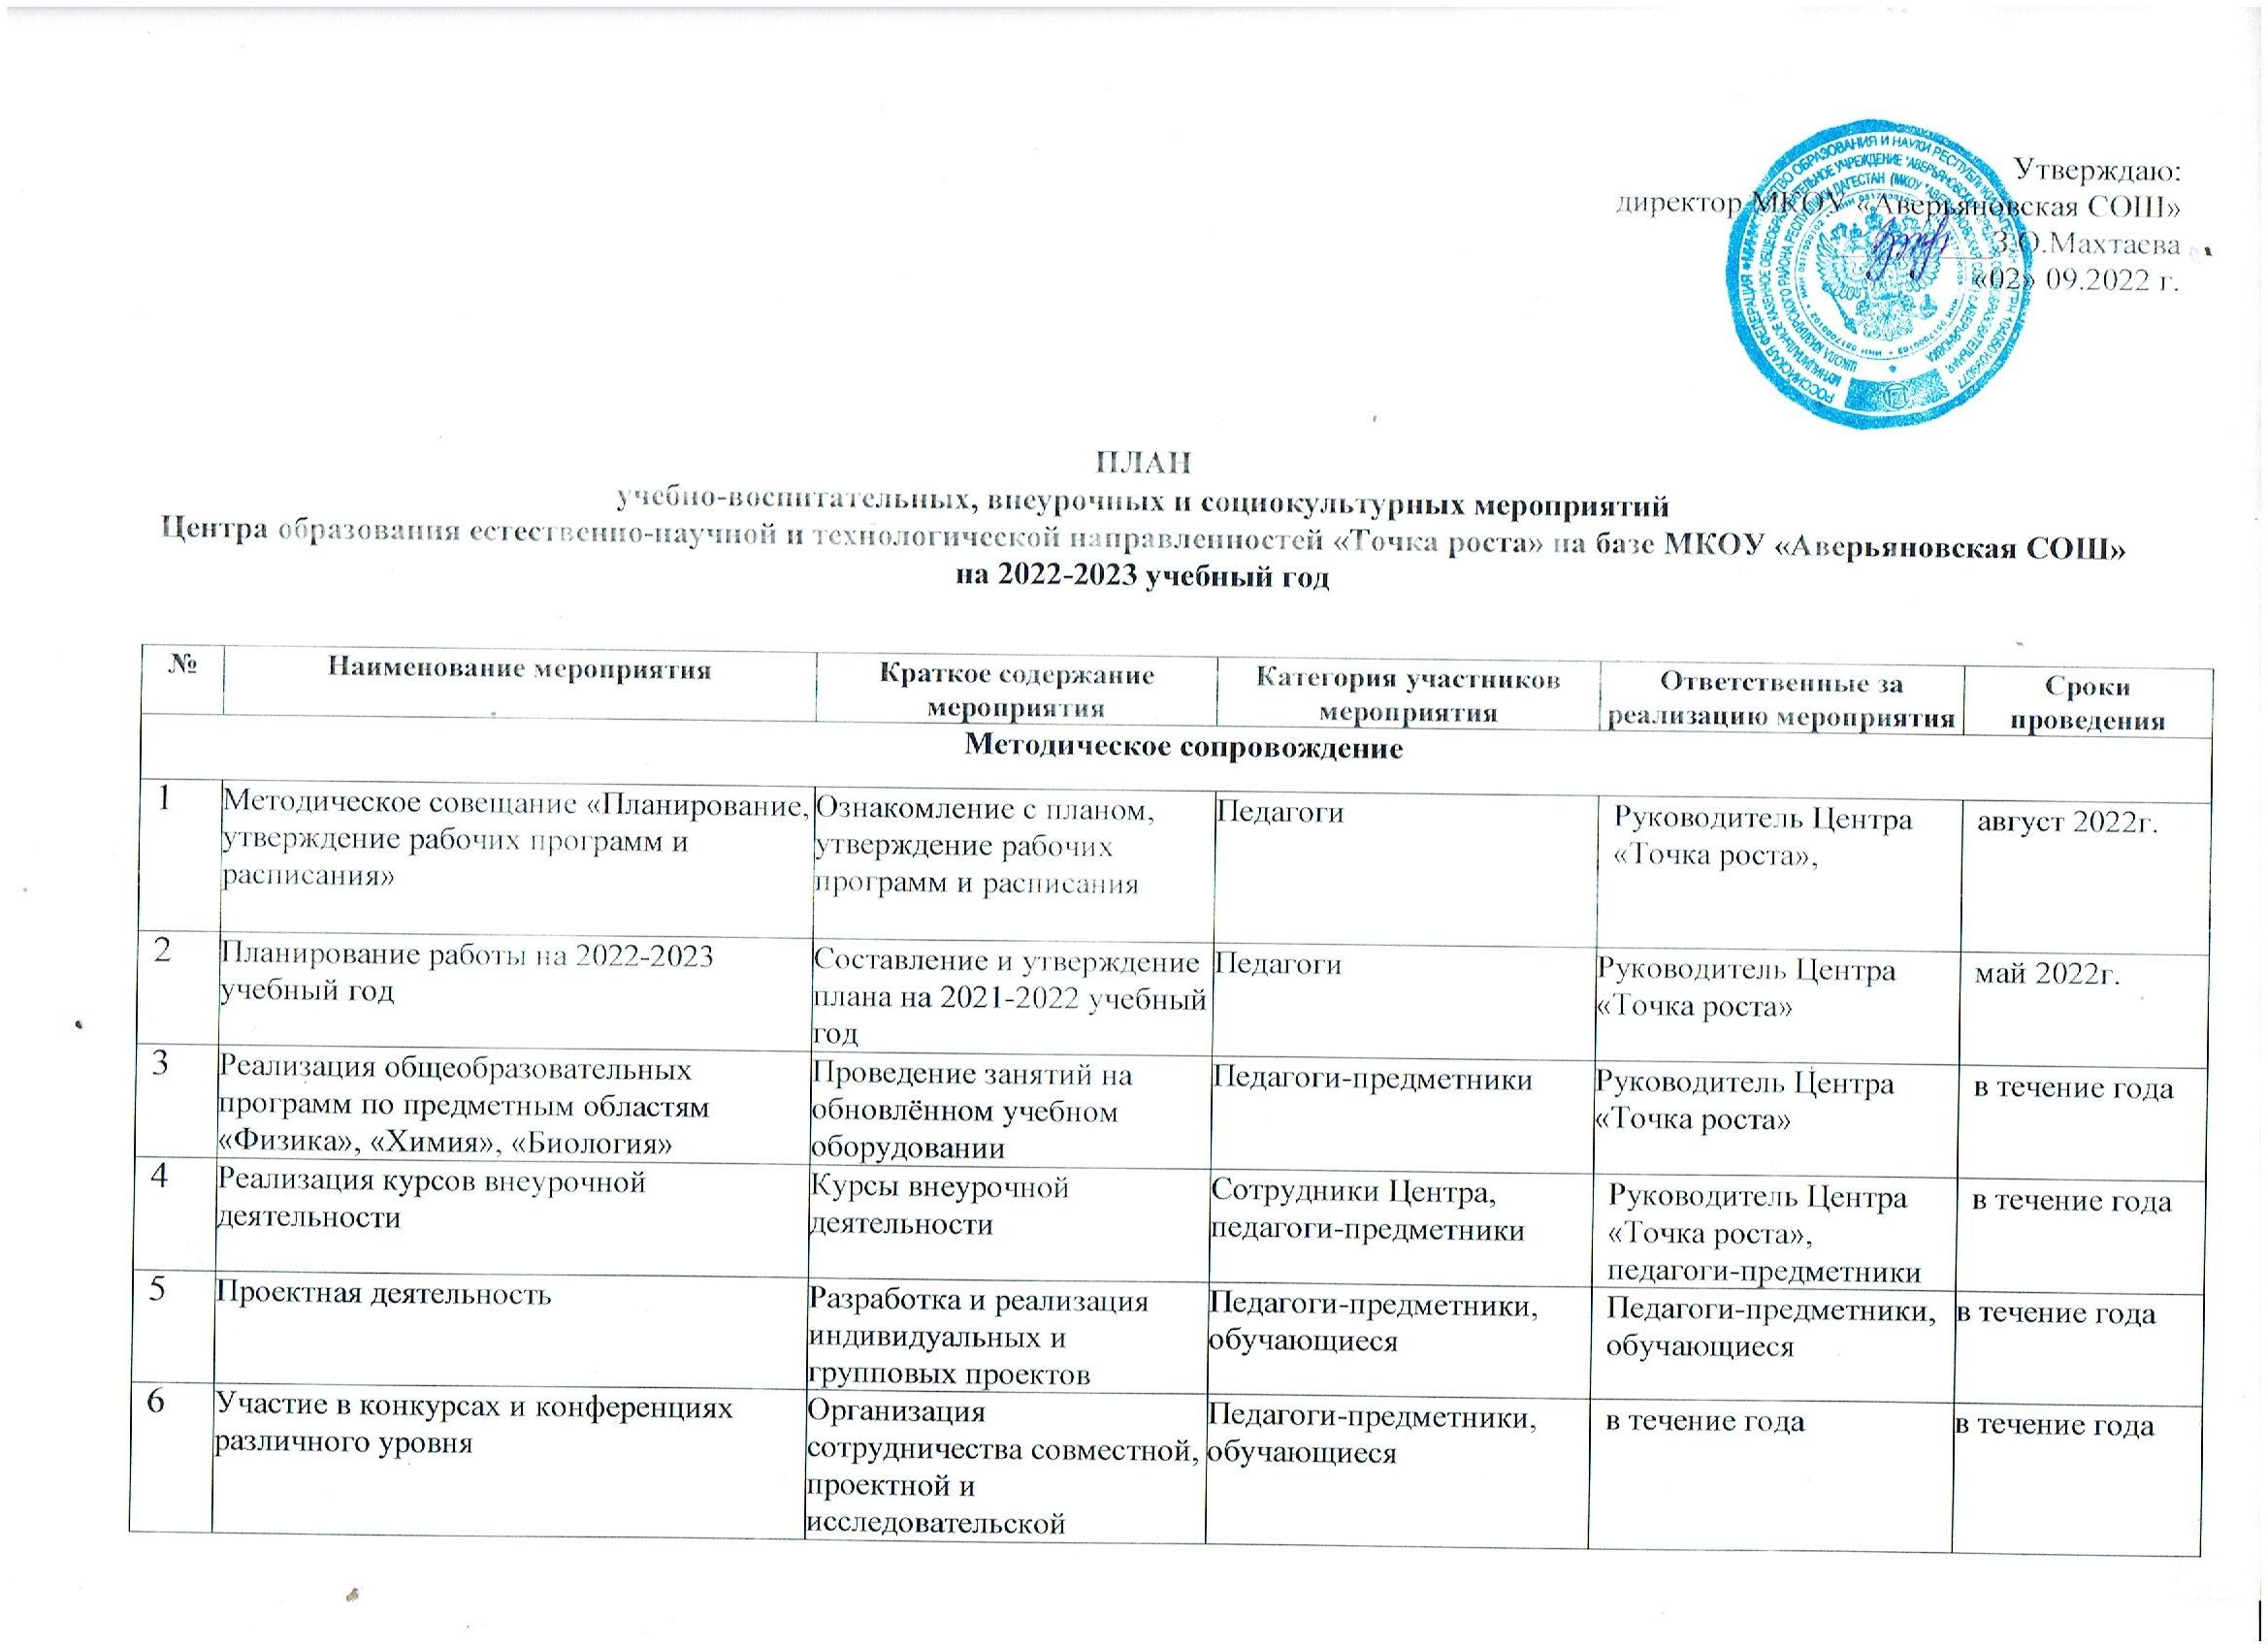 Утверждаю:
директор МКОУ «Аверьяновская СОШ»
З.О.Махтаева
«02» 09.2022 г.
ПЛАН
учебно-воспитательных, внеурочных и социокультурных мероприятий
Центра образования естественно-научной и технологической направленностей «Точка роста» на базе МКОУ «Аверьяновская СОШ»
на 2022-2023 учебный год
№
Наименование мероприятия
Краткое содержание
мероприятия
Категория участников
мероприятия
Ответственные за
реализацию мероприятия
Сроки
проведения
Методическое сопровождение
1
Методическое совещание «Планирование,
утверждение рабочих программ и
расписания»
Ознакомление с планом,
утверждение рабочих
программ и расписания
Педагоги
Руководитель Центра
«Точка роста»,
август 2022г.
2
Планирование работы на 2022-2023
учебный год
Составление и утверждение
плана на 2021-2022 учебный
год
Педагоги
Руководитель Центра
«Точка роста»
май 2022г.
3
Реализация общеобразовательных
программ по предметным областям
«Физика», «Химия», «Биология»
Проведение занятий на
обновлённом учебном
оборудовании
Педагоги-предметники
Руководитель Центра
«Точка роста»
в течение года
4
Реализация курсов внеурочной
деятельности
Курсы внеурочной
деятельности
Сотрудники Центра,
педагоги-предметники
Руководитель Центра
«Точка роста»,
педагоги-предметники
в течение года
5
Проектная деятельность
Разработка и реализация
индивидуальных и
групповых проектов
Педагоги-предметники,
обучающиеся
Педагоги-предметники,
обучающиеся
в течение года
6
Участие в конкурсах и конференциях
различного уровня
Организация
сотрудничества совместной,
проектной и
исследовательской
Педагоги-предметники,
обучающиеся
в течение года
в течение года